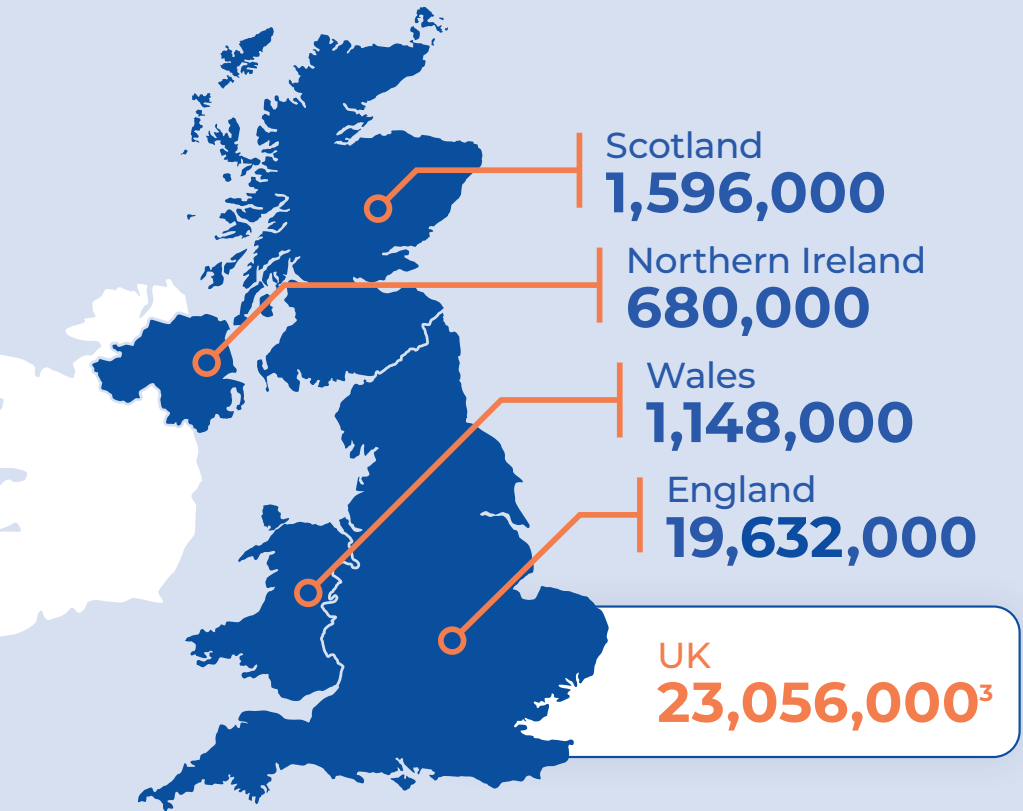 Scotland
1,596,000
Northern Ireland
680,000
Wales
1,148,000
England
19,632,000
UK
23,056,000³